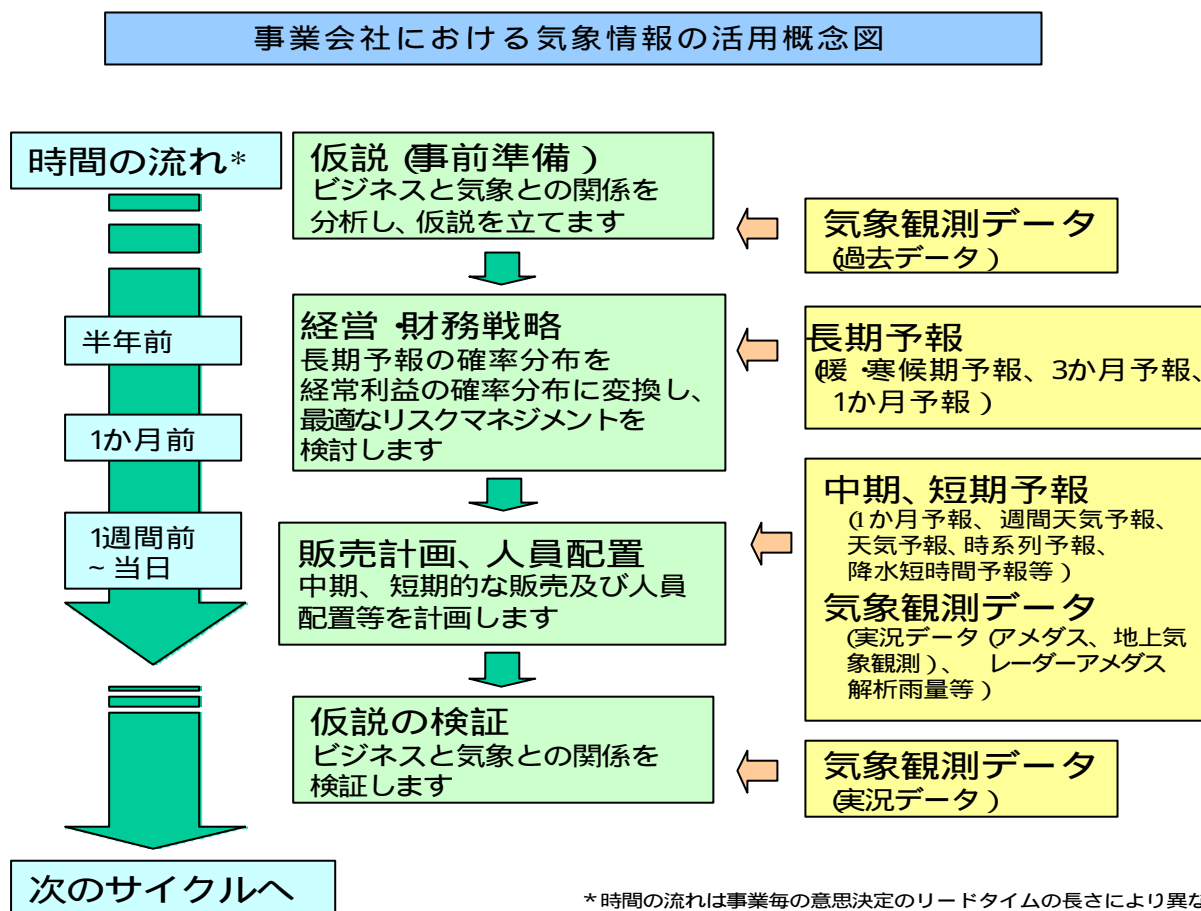 事業会社における気象情報の活用概念図
時間の流れ*
半年前
1か月前
1週間前
~当日
次のサイクルへ
仮説(事前準備)
ビジネスと気象との関係を
分析し、仮説を立てます
気象観測データ
(過去データ)
経営・財務戦略
長期予報の確率分布を
経常利益の確率分布に変換し、
最適なリスクマネジメントを
検討します
長期予報
(暖・寒候期予報、3か月予報、
1か月予報)
販売計画、人員配置
中期、短期的な販売及び人員
配置等を計画します
中期、短期予報
(1か月予報、週間天気予報、
天気予報、時系列予報、
降水短時間予報等)
気象観測データ
(実況データ(アメダス、地上気
象観測)、 レーダーアメダス
解析雨量等)
仮説の検証
ビジネスと気象との関係を
検証します
気象観測データ
(実況データ)
*時間の流れは事業毎の意思決定のリードタイムの長さにより異な